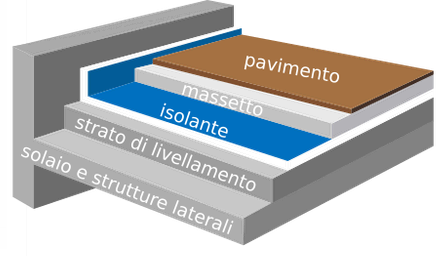 pavimento
massetto
isolante
strato di livellamento
solaio e strutture laterali